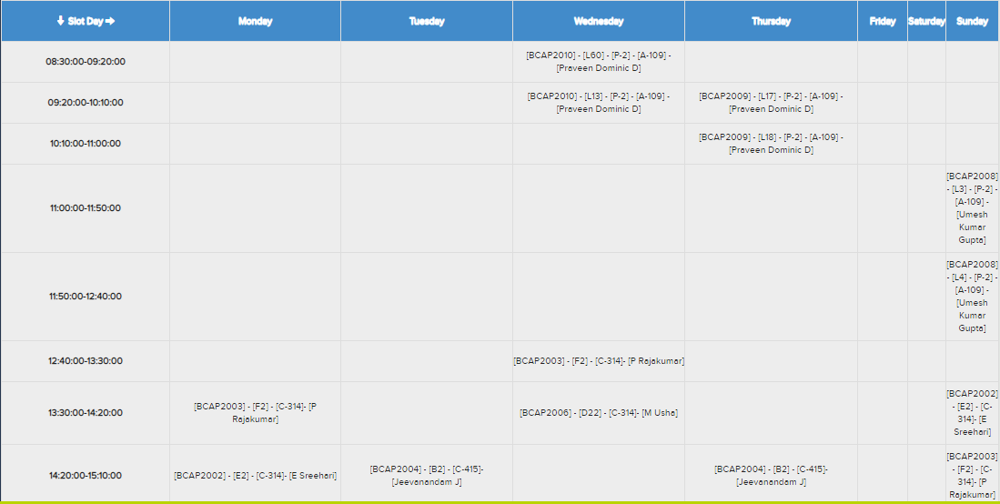 🡇 Slot Day 🡆 Monday Tuesday Wednesday Thursday Friday Saturday Sunday
08:30:00-09:20:00
[BCAP2010] - [L60] - [P-2] - [A-109] -
[Praveen Dominic D]
09:20:00-10:10:00
[BCAP2010] - [L13] - [P-2] - [A-109] -
[Praveen Dominic D]
[BCAP2009] - [L17] - [P-2] - [A-109] -
[Praveen Dominic D]
10:10:00-11:00:00
[BCAP2009] - [L18] - [P-2] - [A-109] -
[Praveen Dominic D]
11:00:00-11:50:00
[BCAP2008]
- [L3] - [P-2] -
[A-109] -
[Umesh
Kumar
Gupta]
11:50:00-12:40:00
[BCAP2008]
- [L4] - [P-2] -
[A-109] -
[Umesh
Kumar
Gupta]
12:40:00-13:30:00
[BCAP2003] - [F2] - [C-314]- [P Rajakumar]
13:30:00-14:20:00
[BCAP2003] - [F2] - [C-314]- [P
Rajakumar]
[BCAP2006] - [D22] - [C-314]- [M Usha]
[BCAP2002]
- [E2] - [C-
314]- [E
Sreehari]
14:20:00-15:10:00
[BCAP2002] - [E2] - [C-314]- [E Sreehari]
[BCAP2004] - [B2] - [C-415]-
[Jeevanandam J]
[BCAP2004] - [B2] - [C-415]-
[Jeevanandam J]
[BCAP2003]
- [F2] - [C-
314]- [P
Rajakumar]